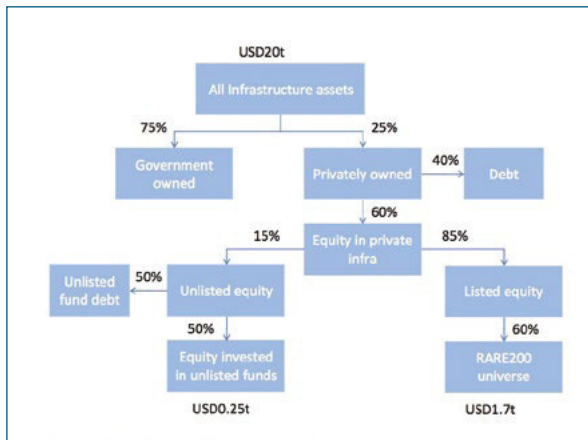 USD20t
All Infrastructure assets
75%
25%
Government
owned
Privately owned
40%
Debt
60%
15%
Equity in private
infra
85%
Unlisted
fund debt
50%
Unlisted equity
Listed equity
50%
60%
Equity invested
in unlisted funds
RARE200
universe
USD0.25t
USD1.7t